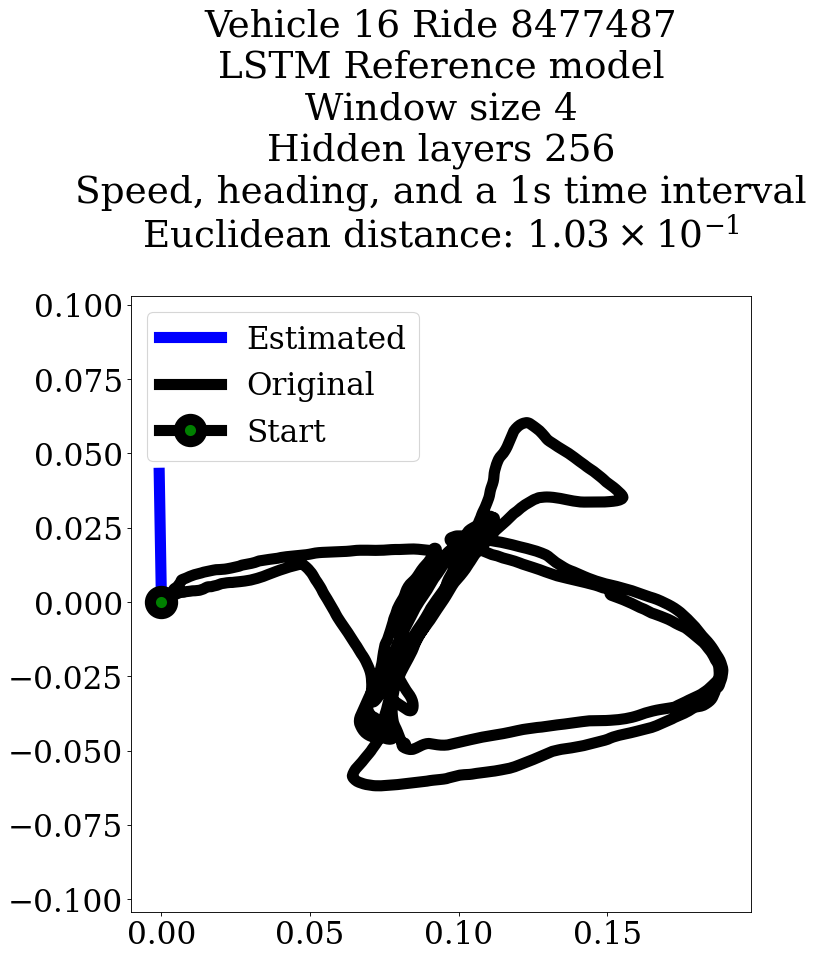 Vehicle 16 Ride 8477487
LSTM Reference model
Window size 4
Hidden layers 256
Speed, heading, and a 1s time interval
Euclidean distance: 1.03 × 10⁻¹
0.100
0.075
0.050
0.025
0.000
−0.025
−0.050
−0.075
−0.100
Estimated
Original
Start
0.00 0.05 0.10 0.15